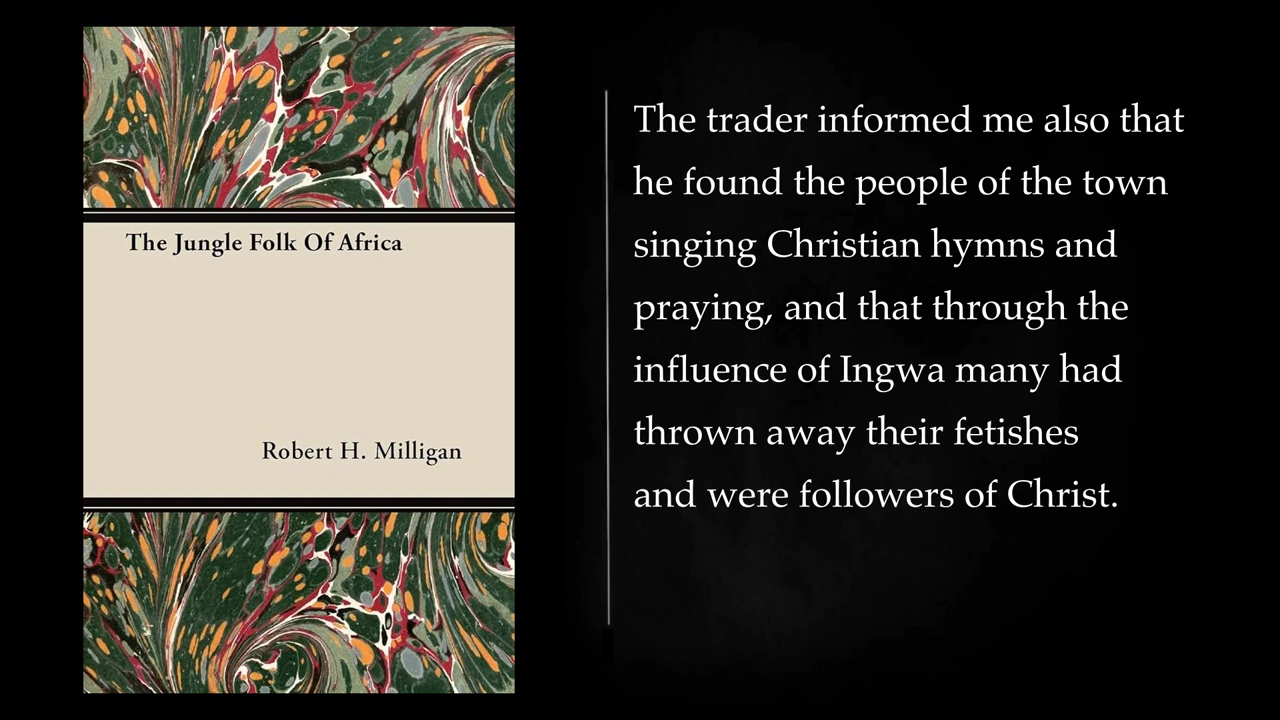 The Jungle Folk Of Africa
Robert H. Milligan
The trader informed me also that
he found the people of the town
singing Christian hymns and
praying, and that through the
influence of Ingwa many had
thrown away their fetishes
and were followers of Christ.